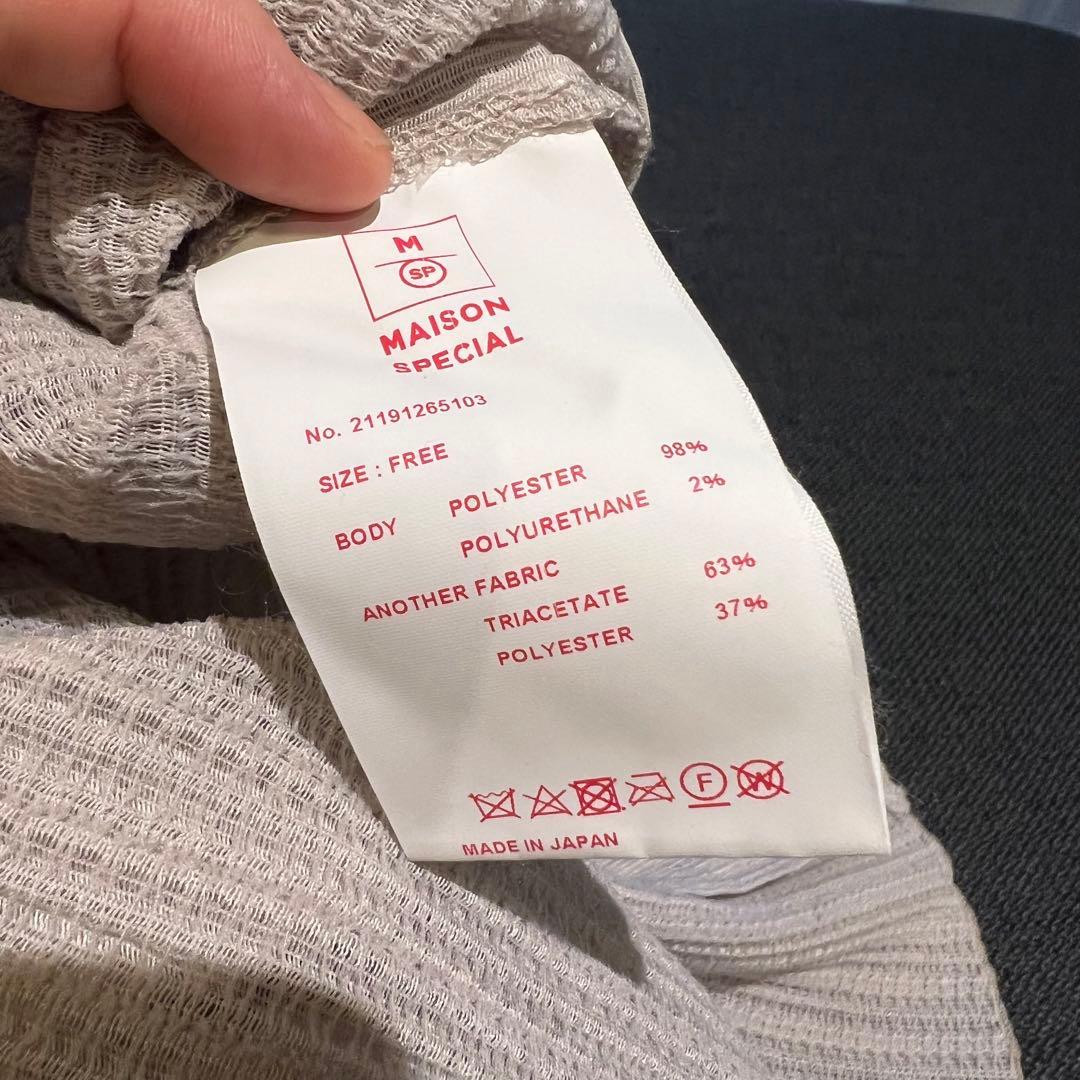 M
SP
MAISON
SPECIAL
No. 21191265103
SIZE : FREE
BODY POLYESTER 98%
POLYURETHANE 2%
ANOTHER FABRIC
TRIACETATE 63%
POLYESTER 37%
F W
MADE IN JAPAN